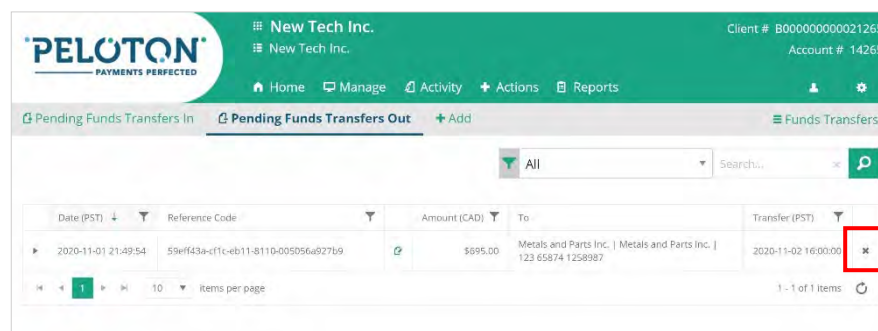 PELOTON
PAYMENTS PERFECTED
New Tech Inc.
New Tech Inc.
Client # B00000000002126
Account # 1426
Home Manage Activity + Actions Reports
Pending Funds Transfers In Pending Funds Transfers Out + Add Funds Transfers
All Search...
Date (PST) Reference Code Amount (CAD) To Transfer (PST)
2020-11-01 21:49:54 59eff43a-cf1c-eb11-8110-005056a927b9 $695.00 Metals and Parts Inc. | Metals and Parts Inc. | 2020-11-02 16:00:00
123 65874 1258987
1 10 items per page 1 - 1 of 1 items